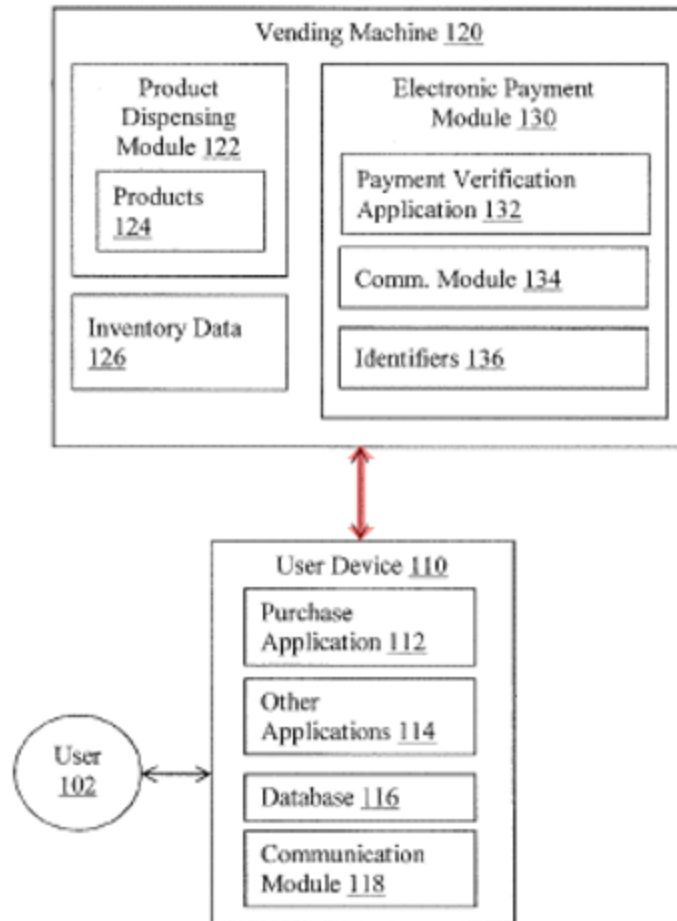 Vending Machine 120
Product
Dispensing
Module 122
Products
124
Inventory Data
126
Electronic Payment
Module 130
Payment Verification
Application 132
Comm. Module 134
Identifiers 136
User Device 110
Purchase
Application 112
Other
Applications 114
Database 116
Communication
Module 118
User
102